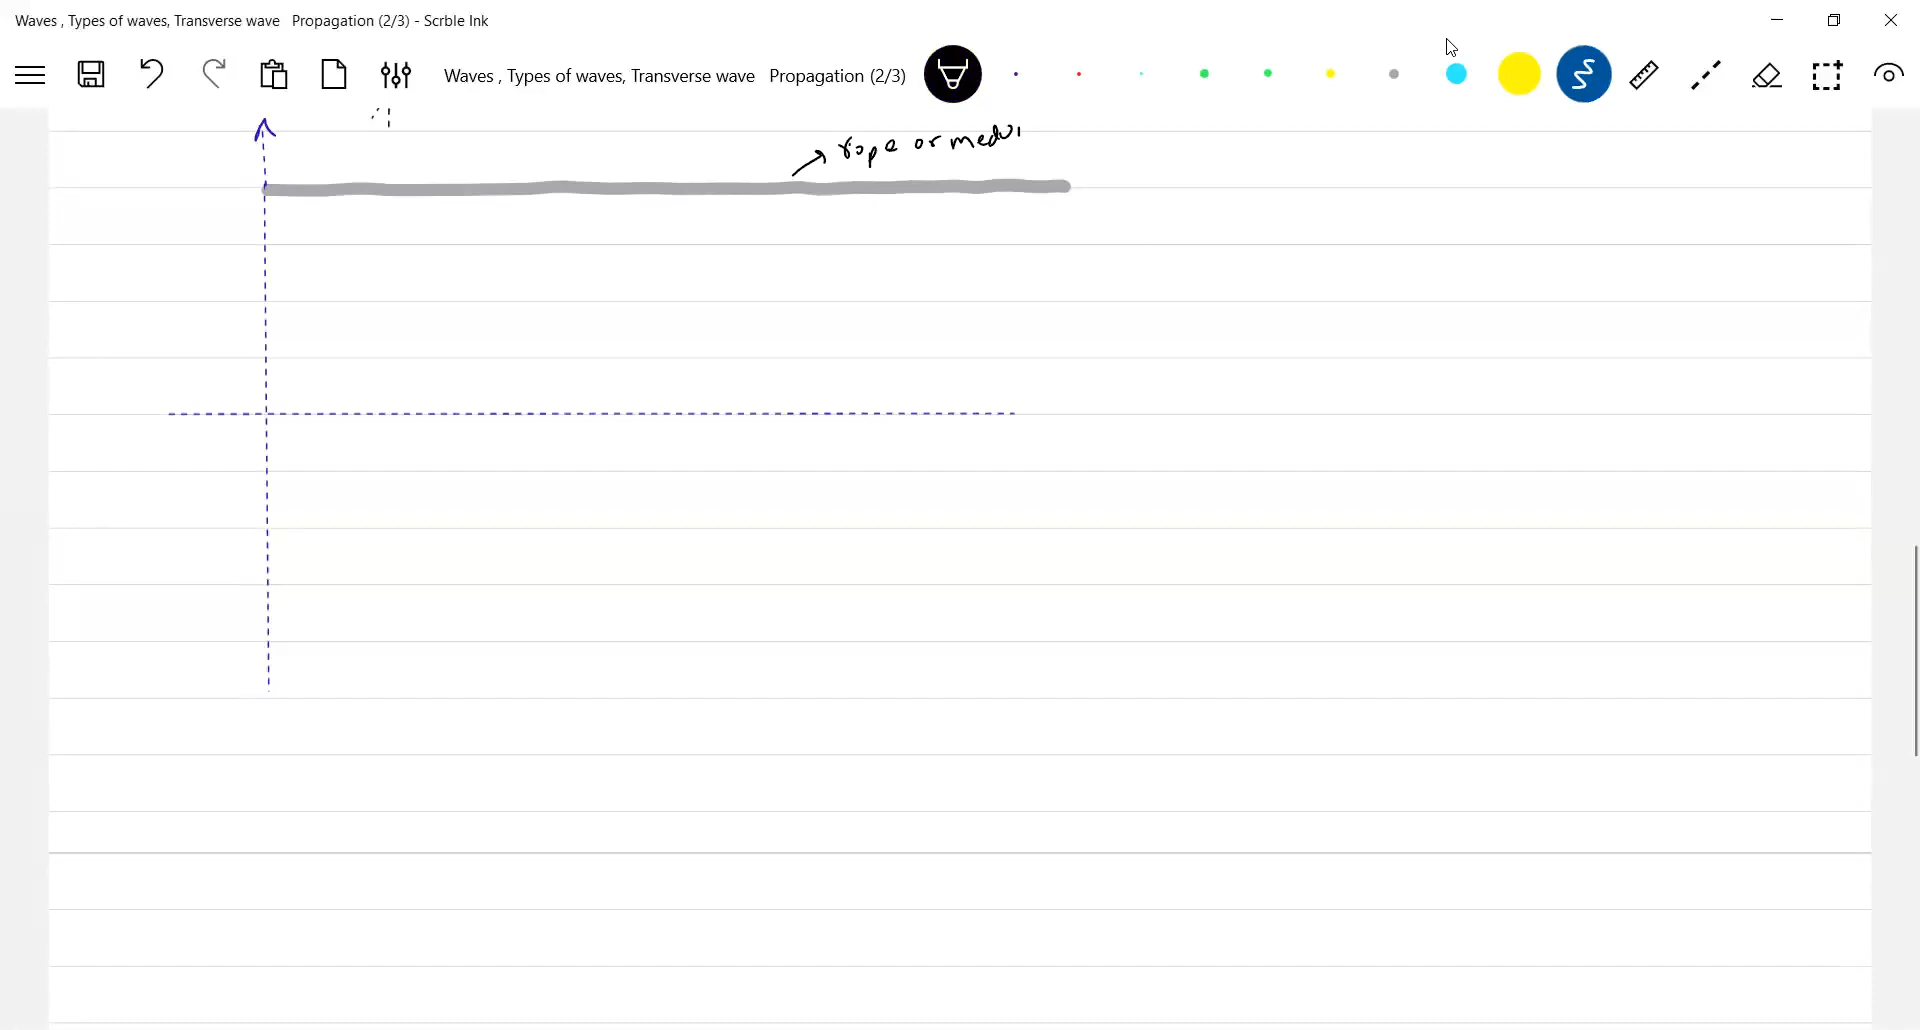 Waves , Types of waves, Transverse wave   Propagation (2/3) - Scrble Ink
Waves , Types of waves, Transverse wave   Propagation (2/3)
rope or medui